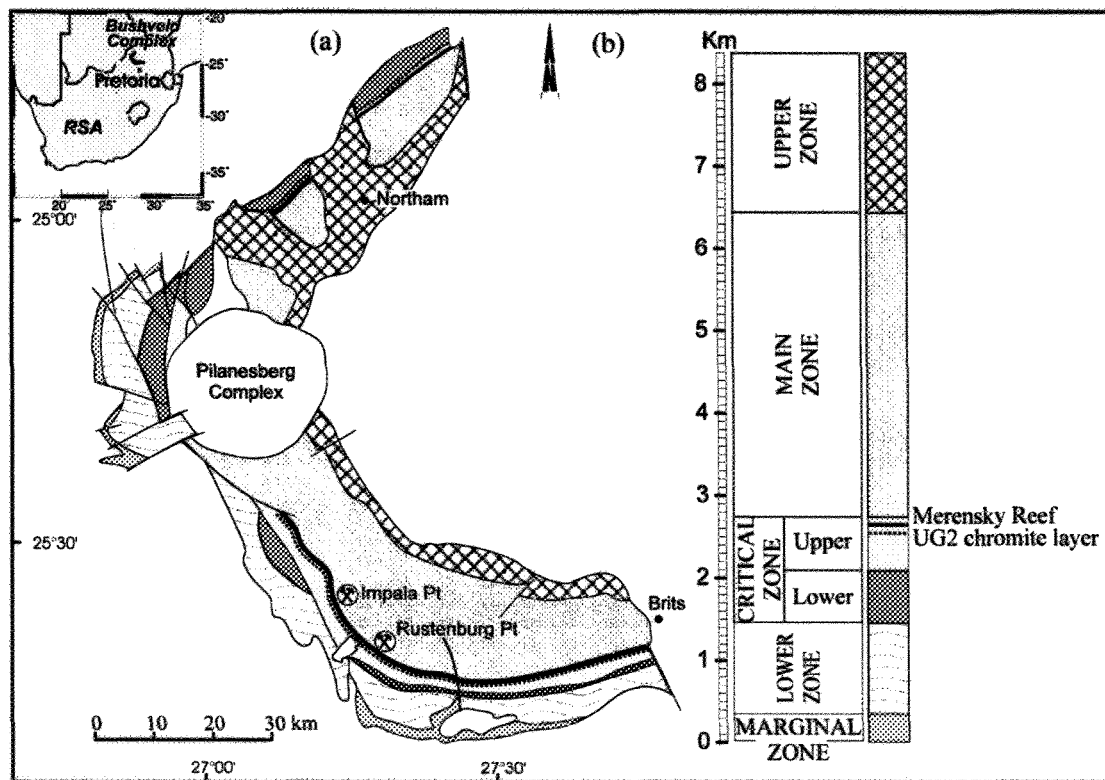 Bushveld
Complex
Pretoria
RSA
20°
25°
30°
35°
-20°
-25°
-30°
-35°
(a)
Northam
25°00'
Pilanesberg
Complex
25°30'
Impala Pt
Rustenburg Pt
Brits
0 10 20 30 km
27°00'
27°30'
(b)
Km
8
7
6
5
4
3
2
1
0
UPPER
ZONE
MAIN
ZONE
CRITICAL
ZONE
Upper
Lower
LOWER
ZONE
MARGINAL
ZONE
Merensky Reef
UG2 chromite layer